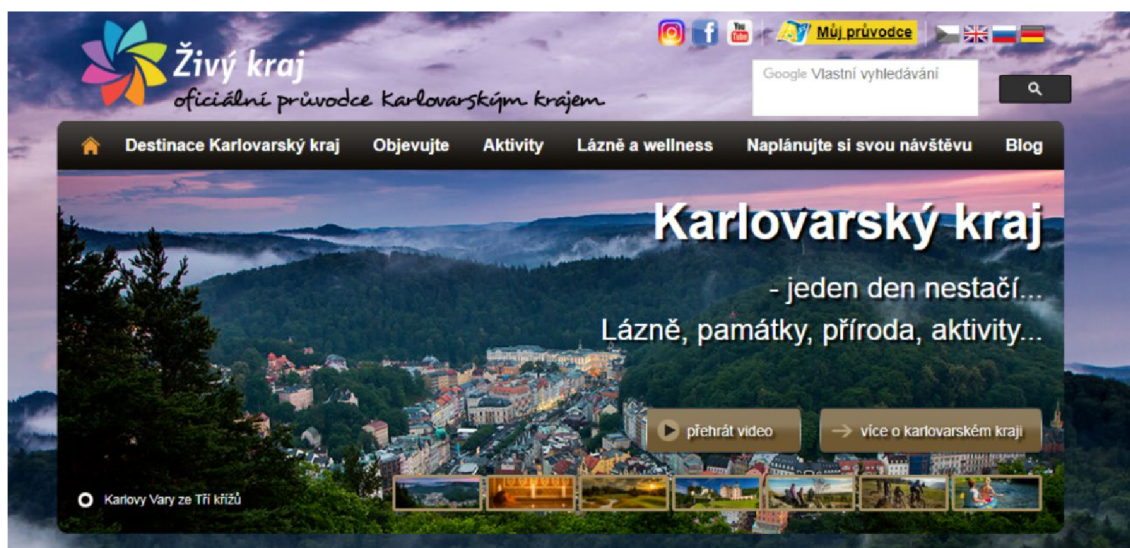 You Tube
Můj průvodce
Živý kraj
oficiální průvodce Karlovarským krajem
Google Vlastní vyhledávání
Destinace Karlovarský kraj Objevujte Aktivity Lázně a wellness Naplánujte si svou návštěvu Blog
Karlovarský kraj
- jeden den nestačí...
Lázně, památky, příroda, aktivity...
přehrát video
více o karlovarském kraji
Karlovy Vary ze Tří křížů